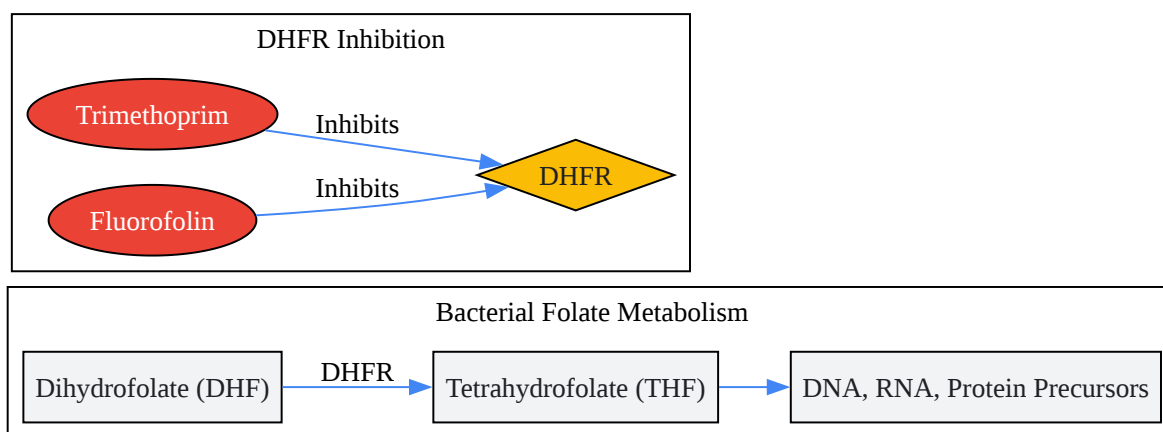 DHFR Inhibition
Trimethoprim
Inhibits
DHFR
Inhibits
Fluorofolin
Bacterial Folate Metabolism
Dihydrofolate (DHF)
DHFR
Tetrahydrofolate (THF)
DNA, RNA, Protein Precursors